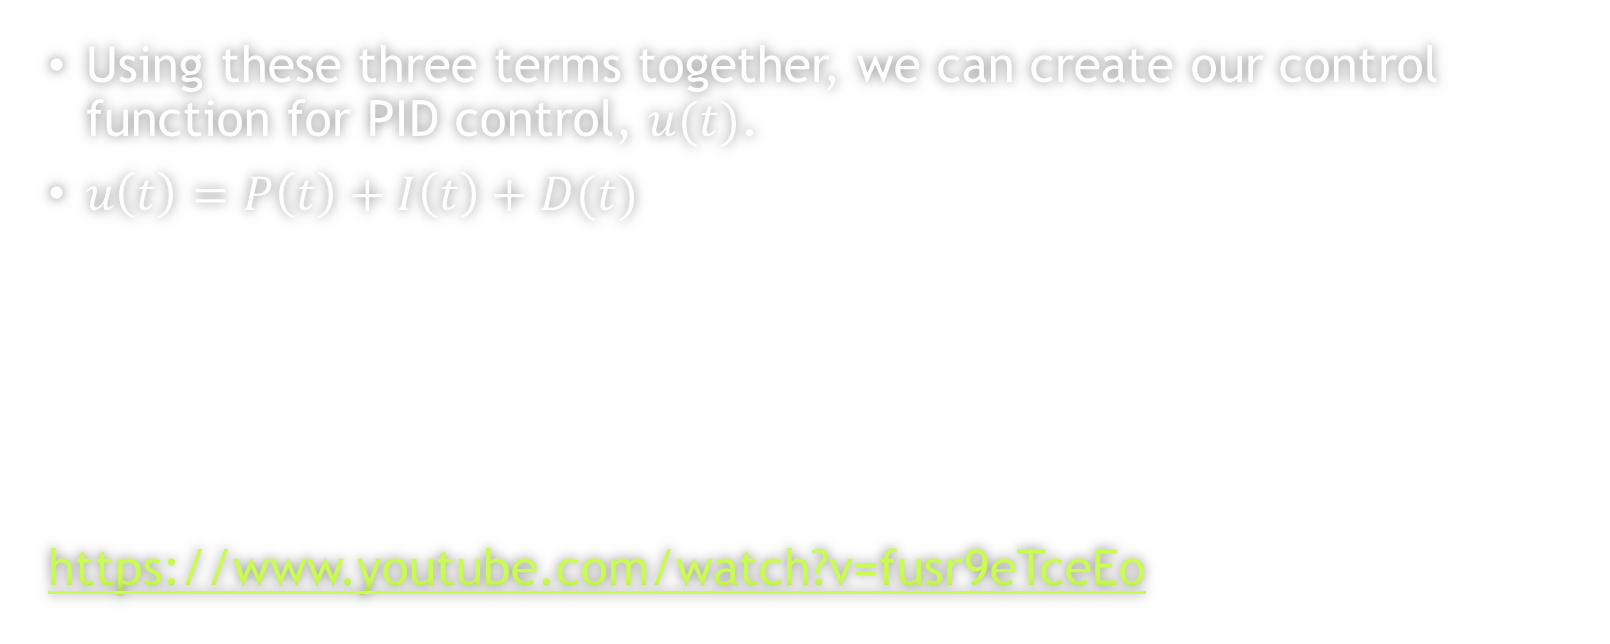 • Using these three terms together, we can create our control
function for PID control, u(t).
• u(t) = P(t) + I(t) + D(t)
https://www.youtube.com/watch?v=fusr9eTceEo